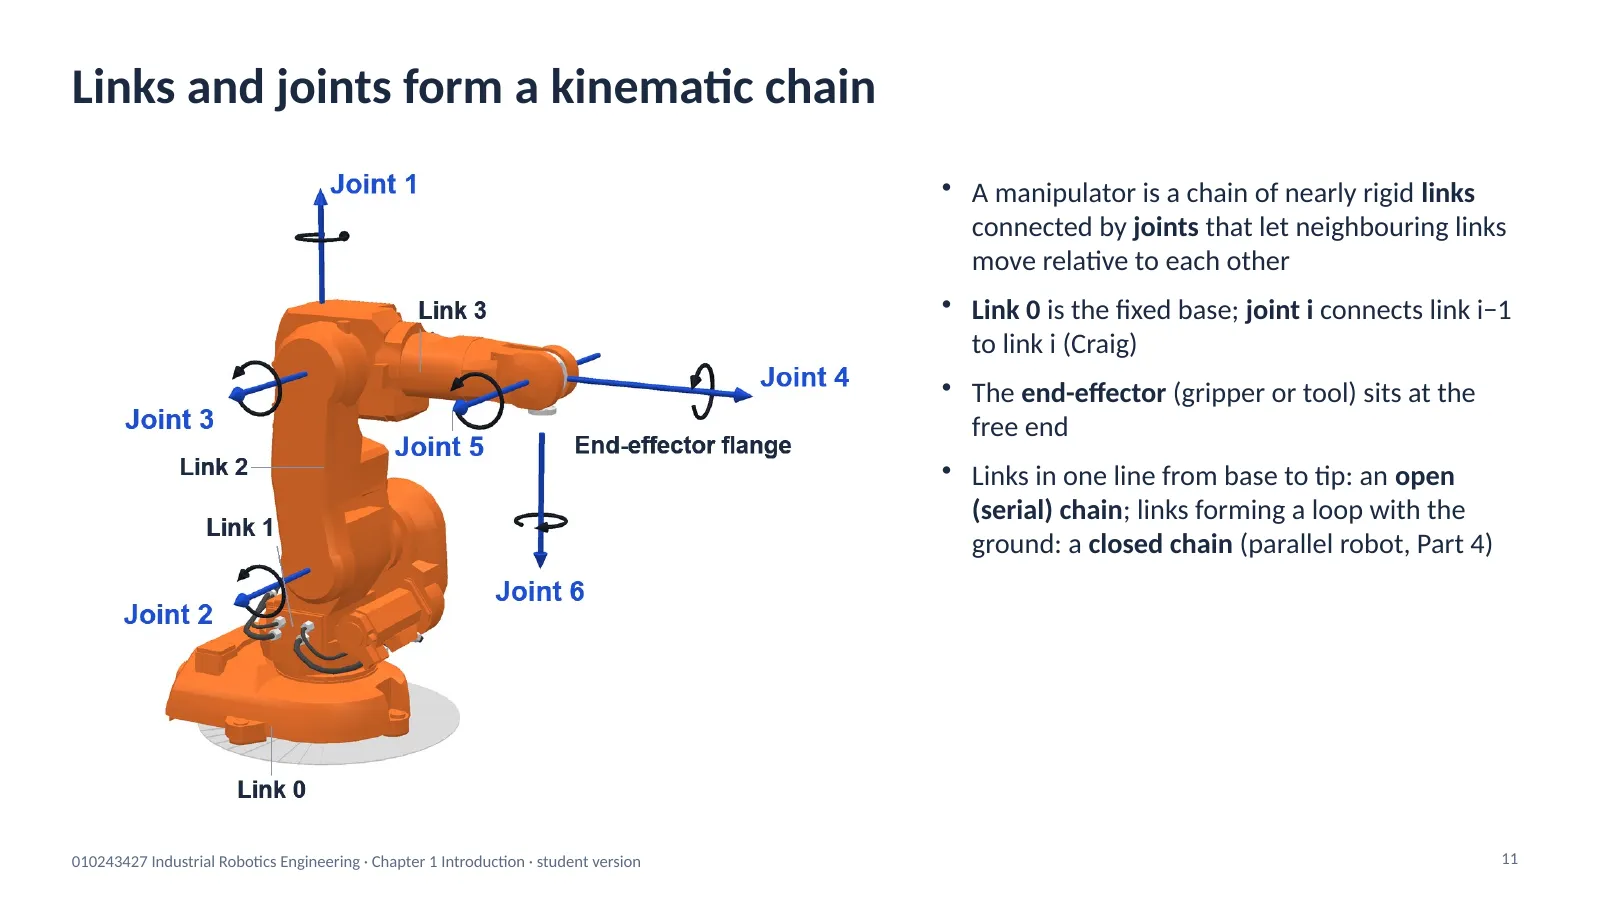 Links and joints form a kinematic chain
Joint 1
Link 3
Joint 4
Joint 3
Joint 5
End-effector flange
Link 2
Link 1
Joint 6
Joint 2
Link 0
• A manipulator is a chain of nearly rigid links
connected by joints that let neighbouring links
move relative to each other
• Link 0 is the fixed base; joint i connects link i−1
to link i (Craig)
• The end-effector (gripper or tool) sits at the
free end
• Links in one line from base to tip: an open
(serial) chain; links forming a loop with the
ground: a closed chain (parallel robot, Part 4)
010243427 Industrial Robotics Engineering · Chapter 1 Introduction · student version
11